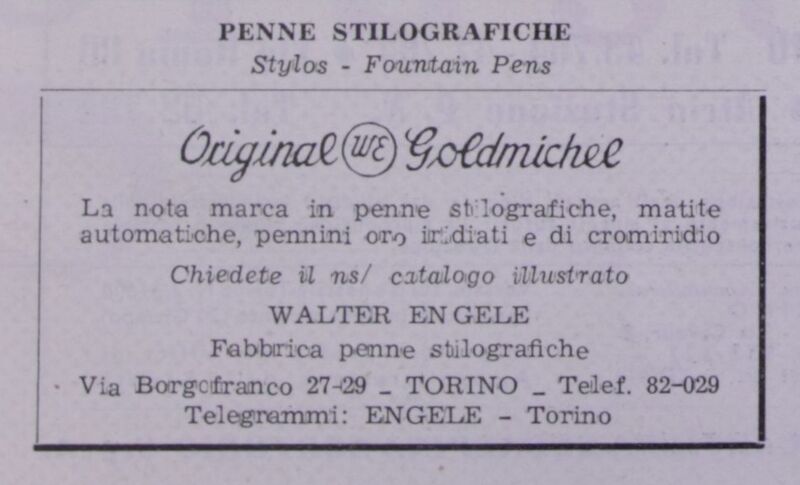 PENNE STILOGRAFICHE
Stylos - Fountain Pens
Original WE Goldmichel
La nota marca in penne stilografiche, matite
automatiche, pennini oro iridiati e di cromiridio
Chiedete il ns/ catalogo illustrato
WALTER ENGELE
Fabbrica penne stilografiche
Via Borgofranco 27-29 - TORINO - Telef. 82-029
Telegrammi: ENGELE - Torino